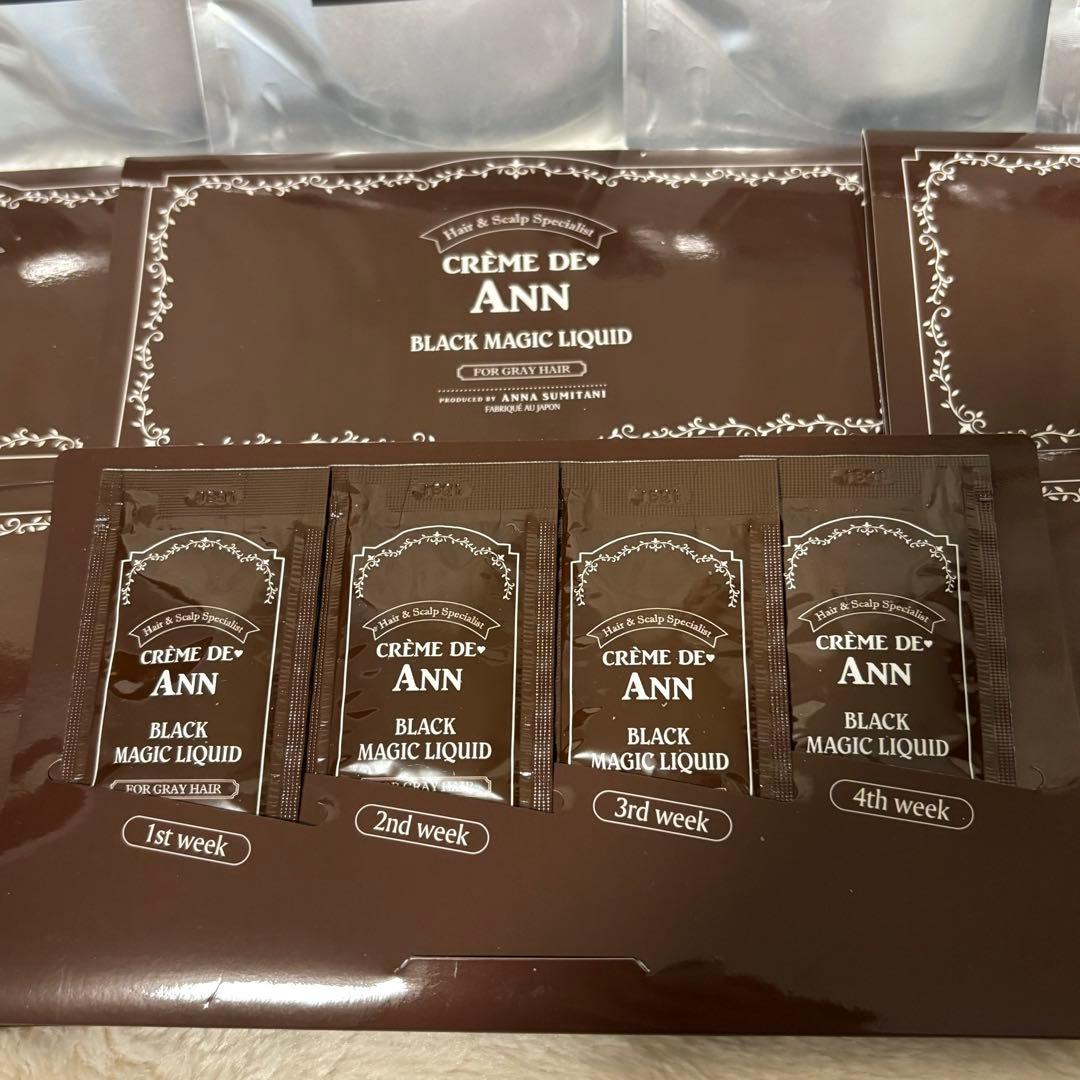 Hair & Scalp Specialist
CRÈME DE♥
ANN
BLACK MAGIC LIQUID
FOR GRAY HAIR
PRODUCED BY ANNA SUMITANI
FABRIQUÉ AU JAPON
Hair & Scalp Specialist
CRÈME DE♥
ANN
BLACK
MAGIC LIQUID
FOR GRAY HAIR
1st week
Hair & Scalp Specialist
CRÈME DE♥
ANN
BLACK
MAGIC LIQUID
GRAY
2nd week
Hair & Scalp Specialist
CRÈME DE♥
ANN
BLACK
MAGIC LIQUID
3rd week
Hair & Scalp Specialist
CRÈME DE♥
ANN
BLACK
MAGIC LIQUID
4th week